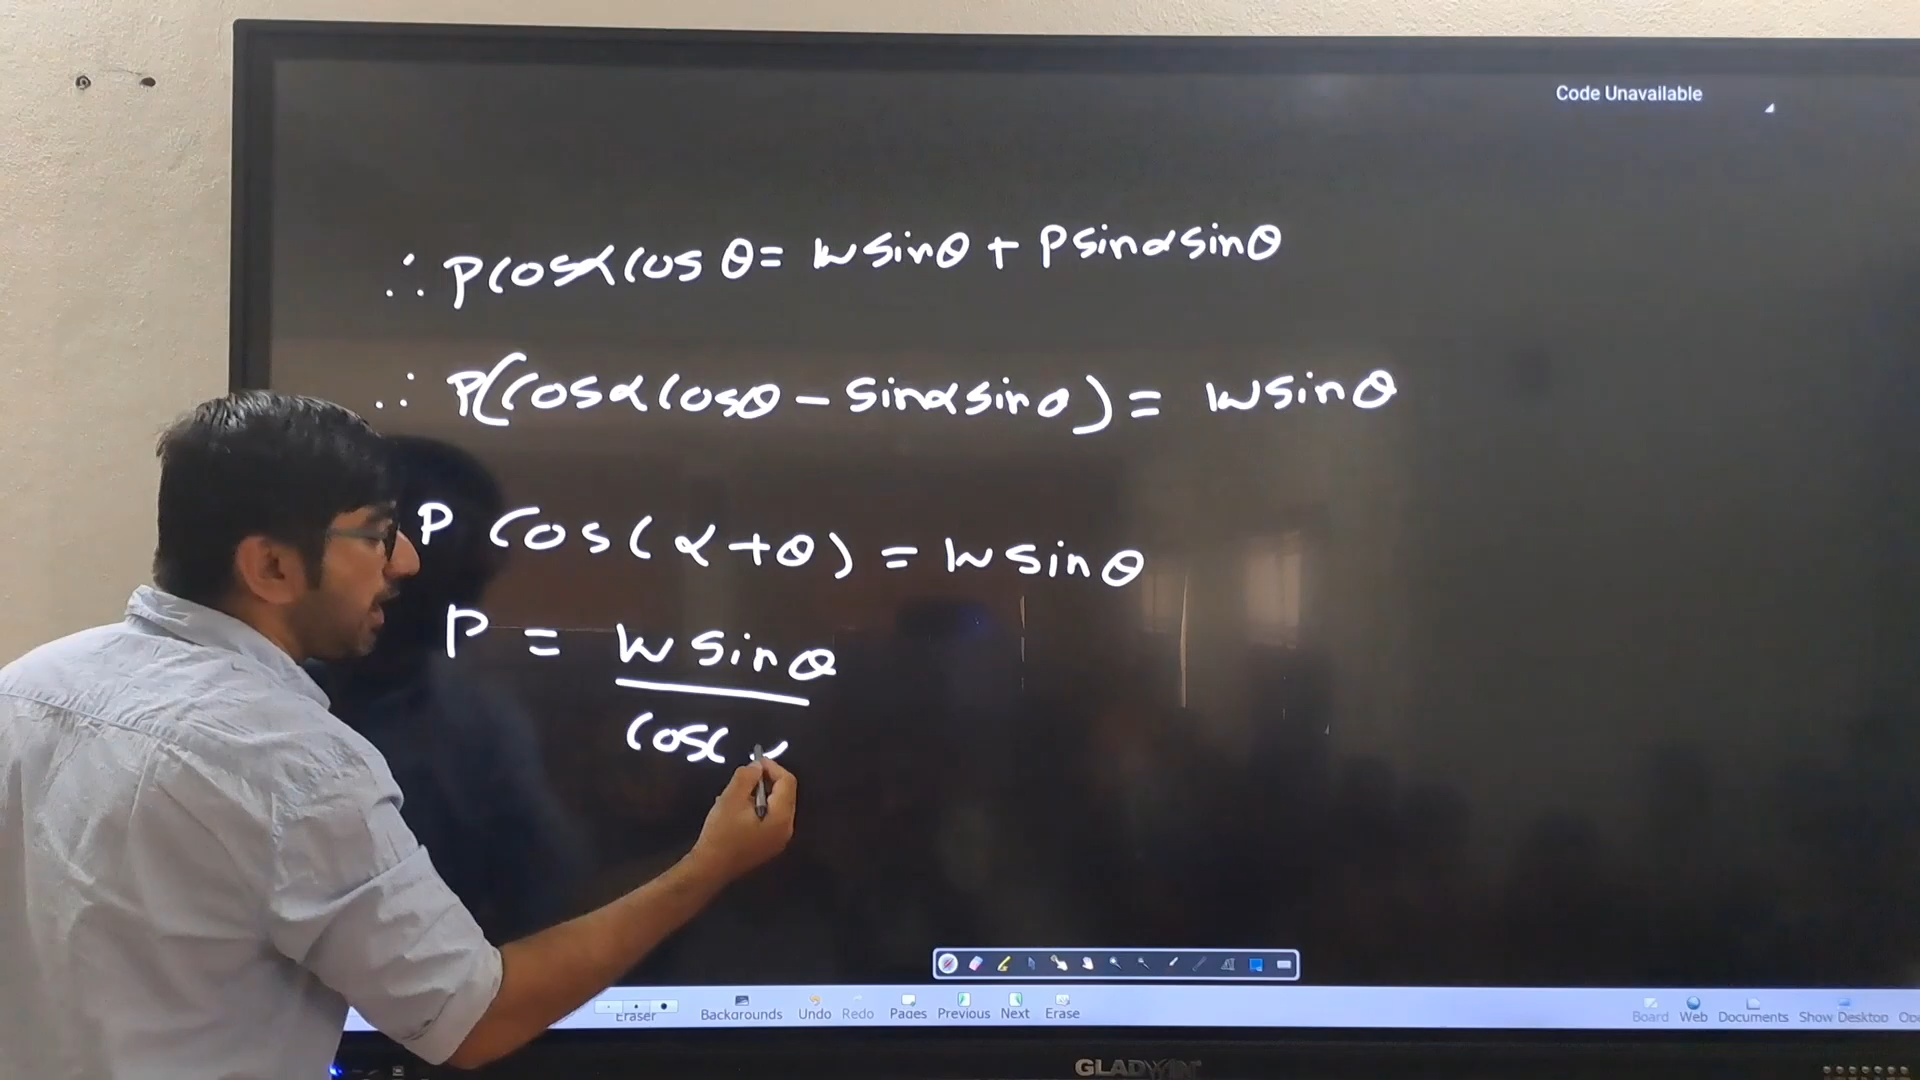 Code Unavailable
∴ P cosα cos θ = W sinθ + P sinα sinθ
∴ P(cosα cosθ - sinα sinθ) = W sinθ
P cos(α+θ) = W sinθ
P = W sinθ
cos( α
Eraser Backgrounds Undo Redo Pages Previous Next Erase Board Web Documents Show Desktop
GLADWIN